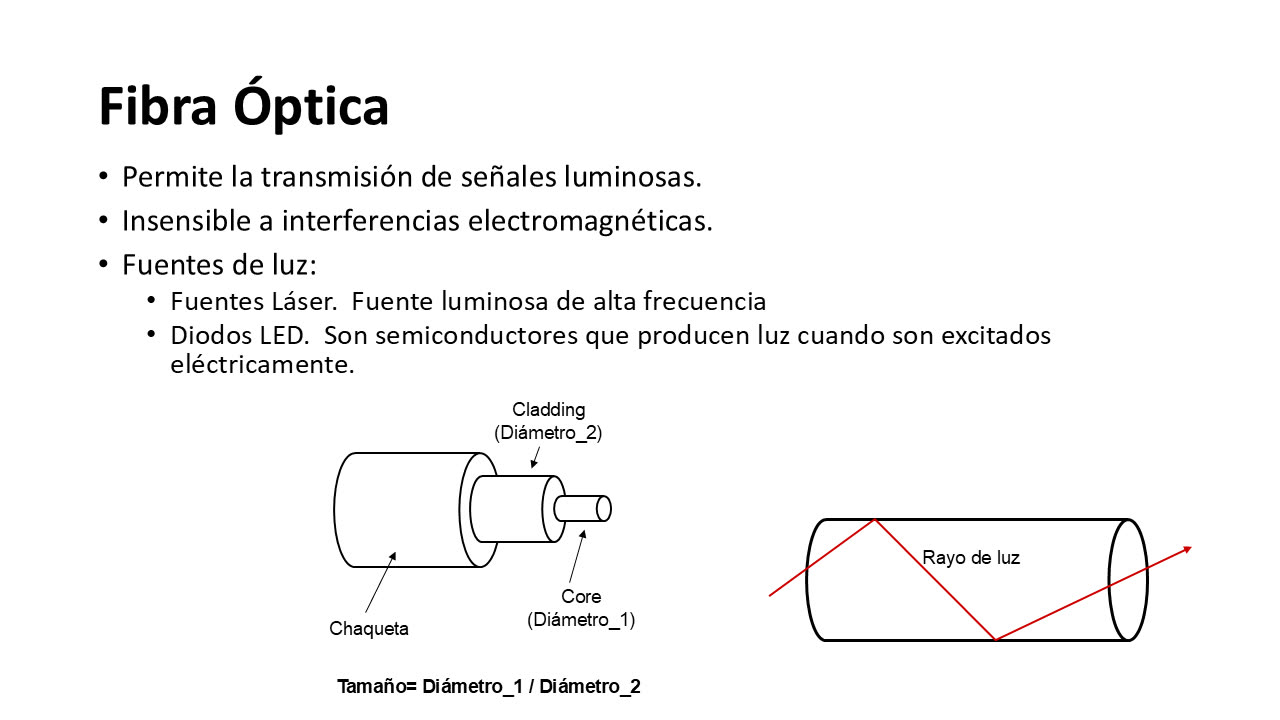 Fibra Óptica
• Permite la transmisión de señales luminosas.
• Insensible a interferencias electromagnéticas.
• Fuentes de luz:
• Fuentes Láser.  Fuente luminosa de alta frecuencia
• Diodos LED.  Son semiconductores que producen luz cuando son excitados
eléctricamente.
Cladding
(Diámetro_2)
Rayo de luz
Core
(Diámetro_1)
Chaqueta
Tamaño= Diámetro_1 / Diámetro_2